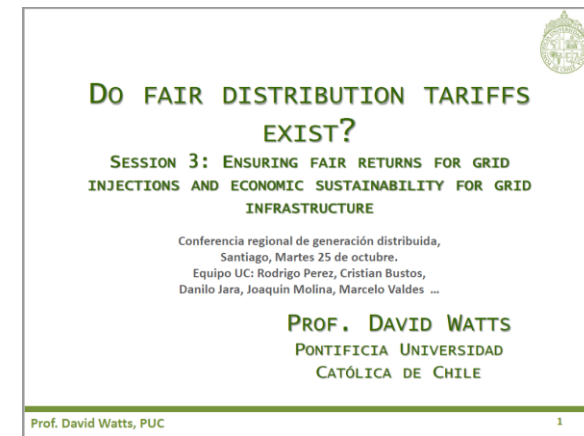 DO FAIR DISTRIBUTION TARIFFS
EXIST?
SESSION 3: ENSURING FAIR RETURNS FOR GRID
INJECTIONS AND ECONOMIC SUSTAINABILITY FOR GRID
INFRASTRUCTURE
Conferencia regional de generación distribuida,
Santiago, Martes 25 de octubre.
Equipo UC: Rodrigo Perez, Cristian Bustos,
Danilo Jara, Joaquin Molina, Marcelo Valdes ...
PROF. DAVID WATTS
PONTIFICIA UNIVERSIDAD
CATÓLICA DE CHILE
Prof. David Watts, PUC 1